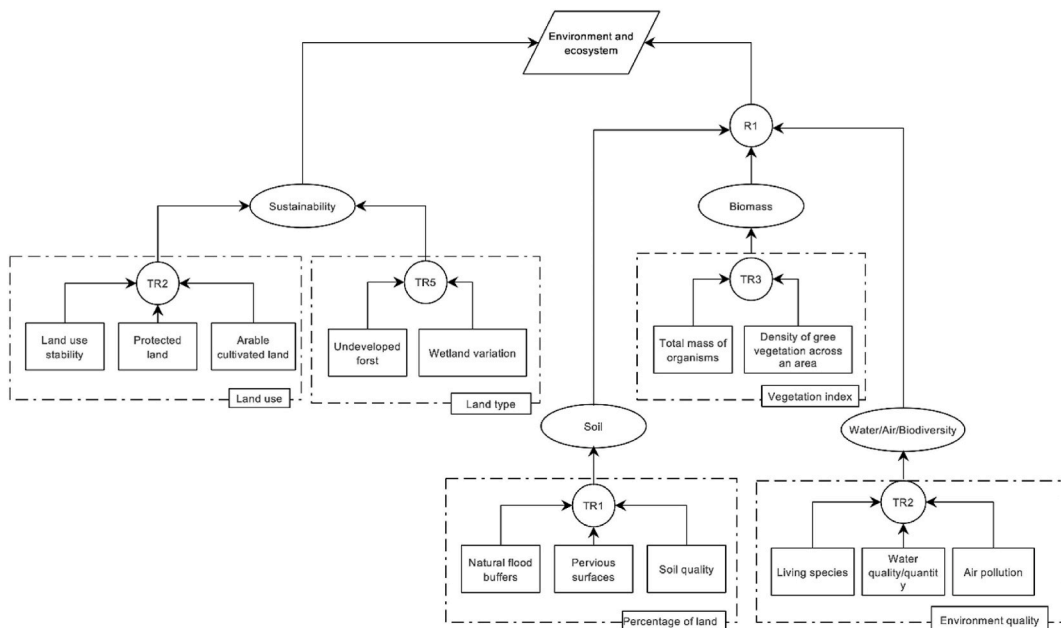 Environment and
ecosystem
R1
Sustainability
Biomass
TR2
TR5
TR3
Land use
stability
Protected
land
Arable
cultivated land
Undeveloped
forst
Wetland variation
Total mass of
organisms
Density of gree
vegetation across
an area
Land use
Land type
Vegetation index
Soil
Water/Air/Biodiversity
TR1
TR2
Natural flood
buffers
Pervious
surfaces
Soil quality
Living species
Water
quality/quantit
y
Air pollution
Percentage of land
Environment quality